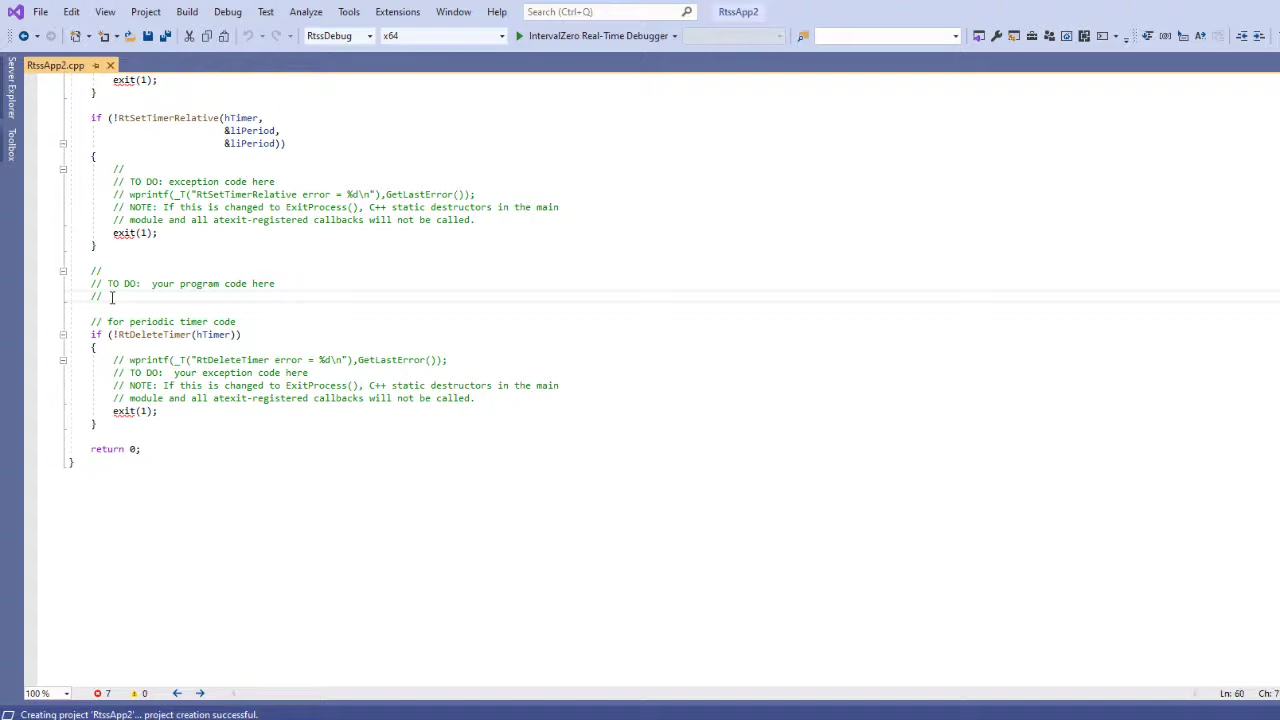 File Edit View Project Build Debug Test Analyze Tools Extensions Window Help Search (Ctrl+Q) RtssApp2
RtssDebug x64 IntervalZero Real-Time Debugger
RtssApp2.cpp
Server Explorer
Toolbox
exit(1);
}
if (!RtSetTimerRelative(hTimer,
&liPeriod,
&liPeriod))
{
//
// TO DO: exception code here
// wprintf(_T("RtSetTimerRelative error = %d\n"),GetLastError());
// NOTE: If this is changed to ExitProcess(), C++ static destructors in the main
// module and all atexit-registered callbacks will not be called.
exit(1);
}
//
// TO DO:  your program code here
//
// for periodic timer code
if (!RtDeleteTimer(hTimer))
{
// wprintf(_T("RtDeleteTimer error = %d\n"),GetLastError());
// TO DO:  your exception code here
// NOTE: If this is changed to ExitProcess(), C++ static destructors in the main
// module and all atexit-registered callbacks will not be called.
exit(1);
}
return 0;
}
100 % 7 0 Ln: 60 Ch: 7
Creating project 'RtssApp2'... project creation successful.